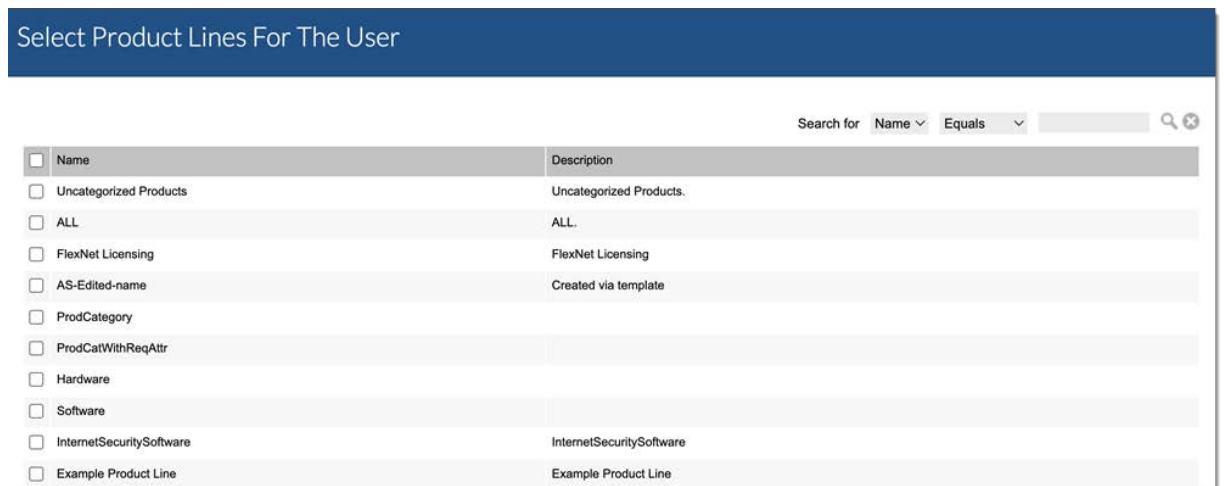 Select Product Lines For The User
Search for Name Equals
Name Description
Uncategorized Products Uncategorized Products.
ALL ALL.
FlexNet Licensing FlexNet Licensing
AS-Edited-name Created via template
ProdCategory
ProdCatWithReqAttr
Hardware
Software
InternetSecuritySoftware InternetSecuritySoftware
Example Product Line Example Product Line